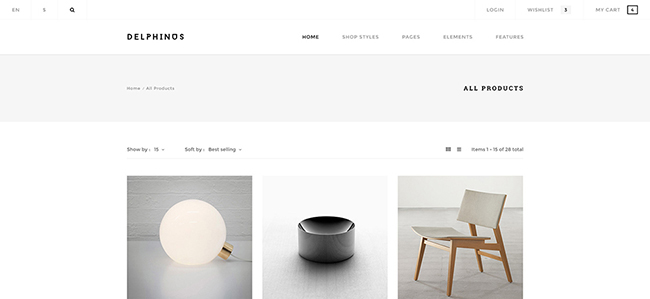 EN $ LOGIN WISHLIST 3 MY CART 4
DELPHINUS HOME SHOP STYLES PAGES ELEMENTS FEATURES
Home / All Products ALL PRODUCTS
Show by : 15 Soft by : Best selling Items 1 - 15 of 28 total